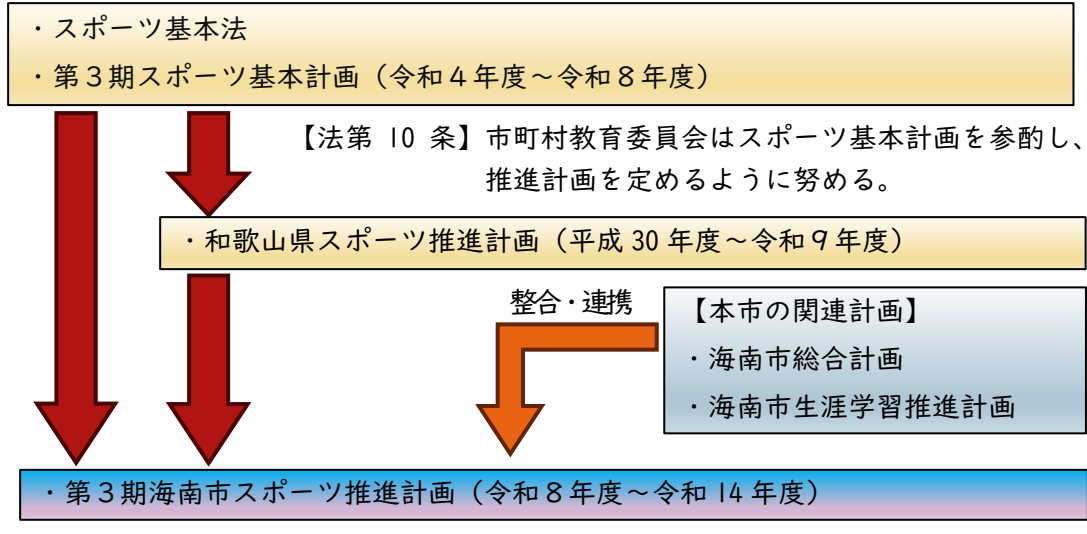 ・スポーツ基本法
・第３期スポーツ基本計画（令和４年度～令和８年度）
【法第 10 条】市町村教育委員会はスポーツ基本計画を参酌し、
推進計画を定めるように努める。
・和歌山県スポーツ推進計画（平成 30 年度～令和９年度）
整合・連携
【本市の関連計画】
・海南市総合計画
・海南市生涯学習推進計画
・第３期海南市スポーツ推進計画（令和８年度～令和 14 年度）